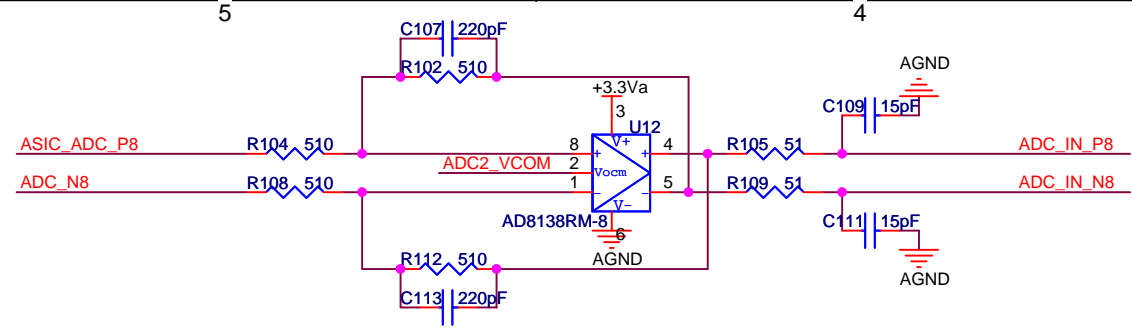 5 4
C107 220pF
R102 510
AGND
+3.3Va
3
C109 15pF
U12
V+
ASIC_ADC_P8 R104 510 8 + + 4 R105 51 ADC_IN_P8
ADC2_VCOM 2 Vocm
ADC_N8 R108 510 1 - - 5 R109 51 ADC_IN_N8
V-
AD8138RM-8
6
C111 15pF
R112 510 AGND
AGND
C113 220pF